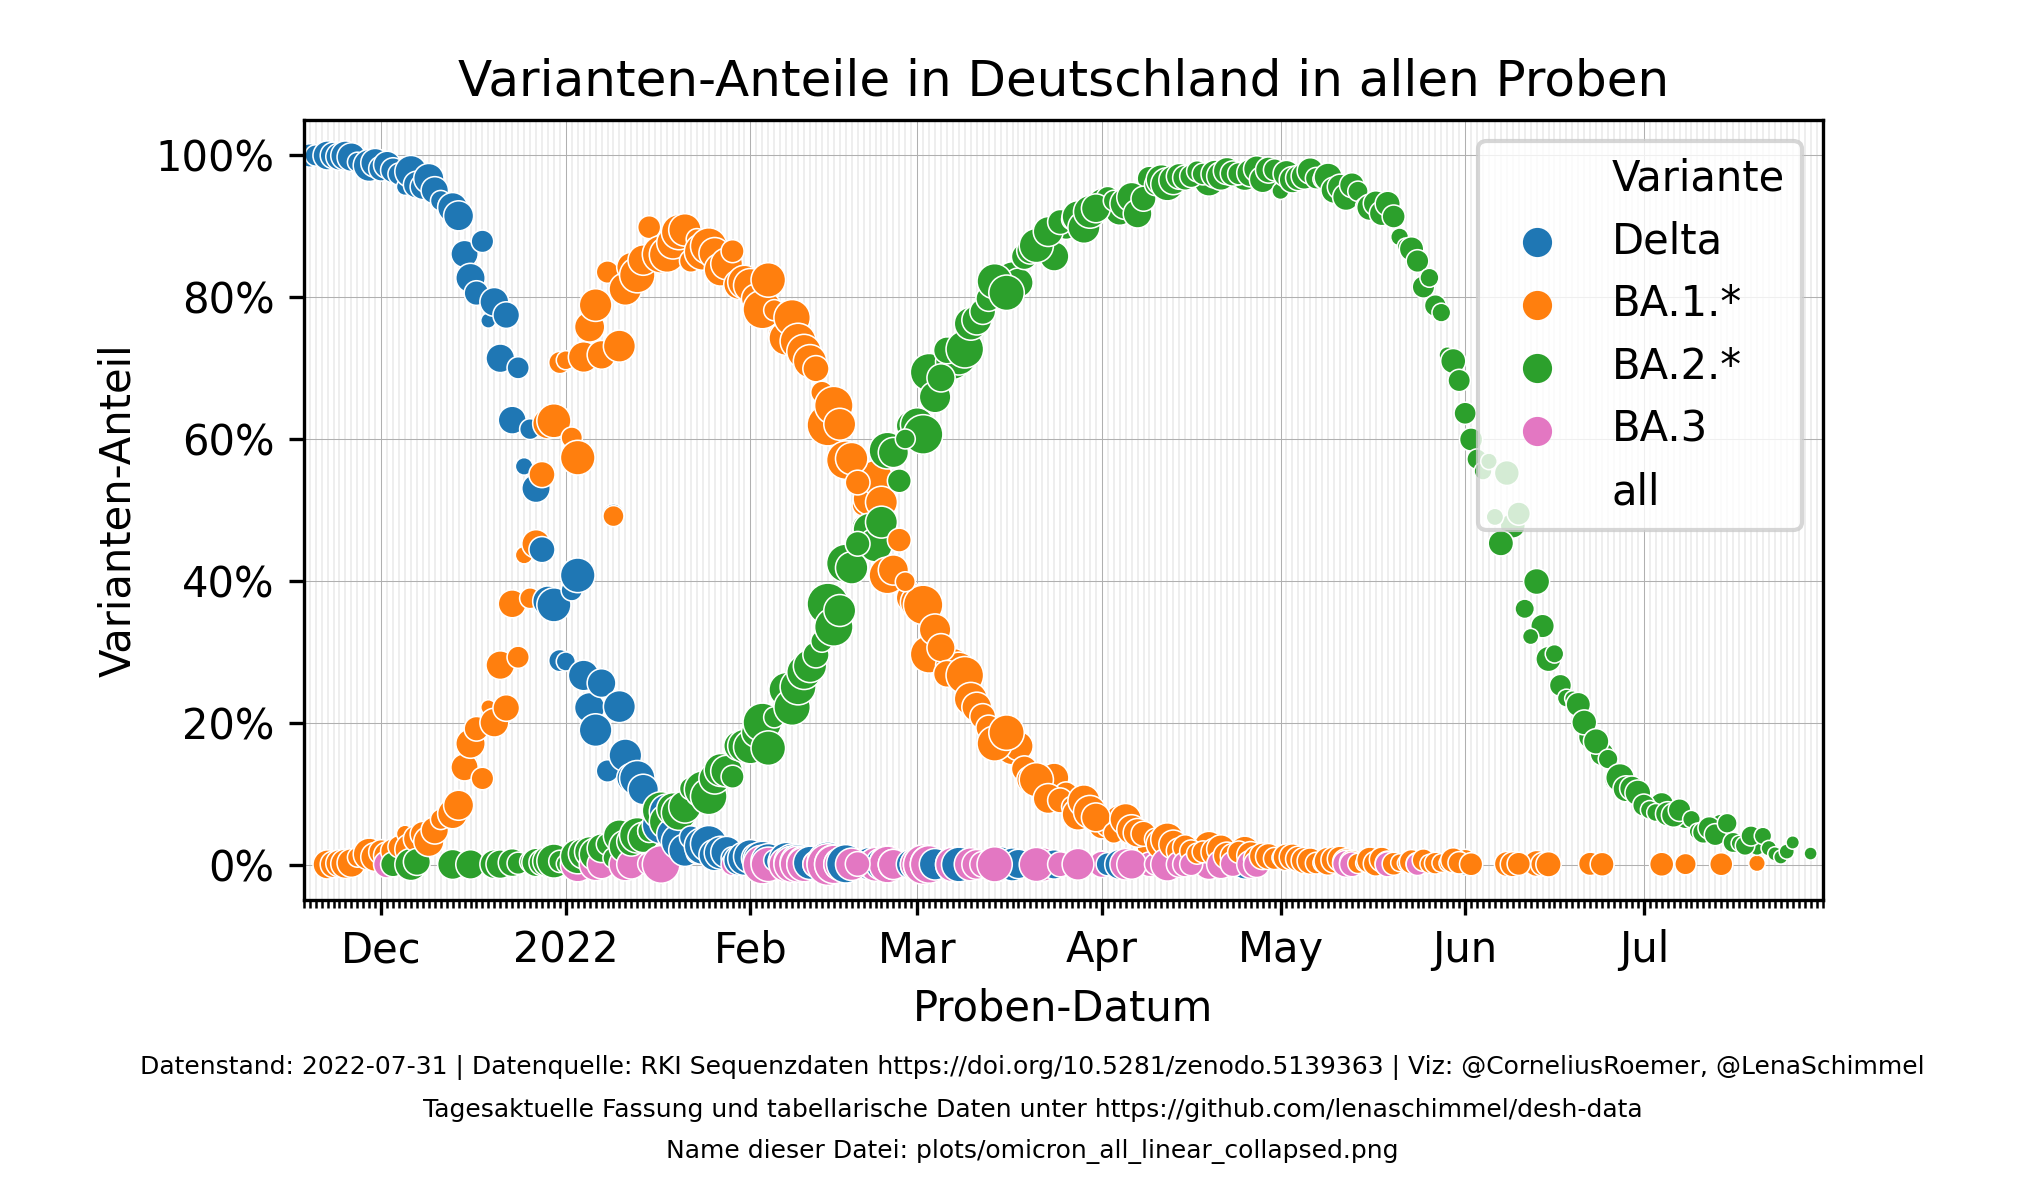 Varianten-Anteile in Deutschland in allen Proben
Varianten-Anteil
100%
80%
60%
40%
20%
0%
Variante
Delta
BA.1.*
BA.2.*
BA.3
all
Dec 2022 Feb Mar Apr May Jun Jul
Proben-Datum
Datenstand: 2022-07-31 | Datenquelle: RKI Sequenzdaten https://doi.org/10.5281/zenodo.5139363 | Viz: @CorneliusRoemer, @LenaSchimmel
Tagesaktuelle Fassung und tabellarische Daten unter https://github.com/lenaschimmel/desh-data
Name dieser Datei: plots/omicron_all_linear_collapsed.png